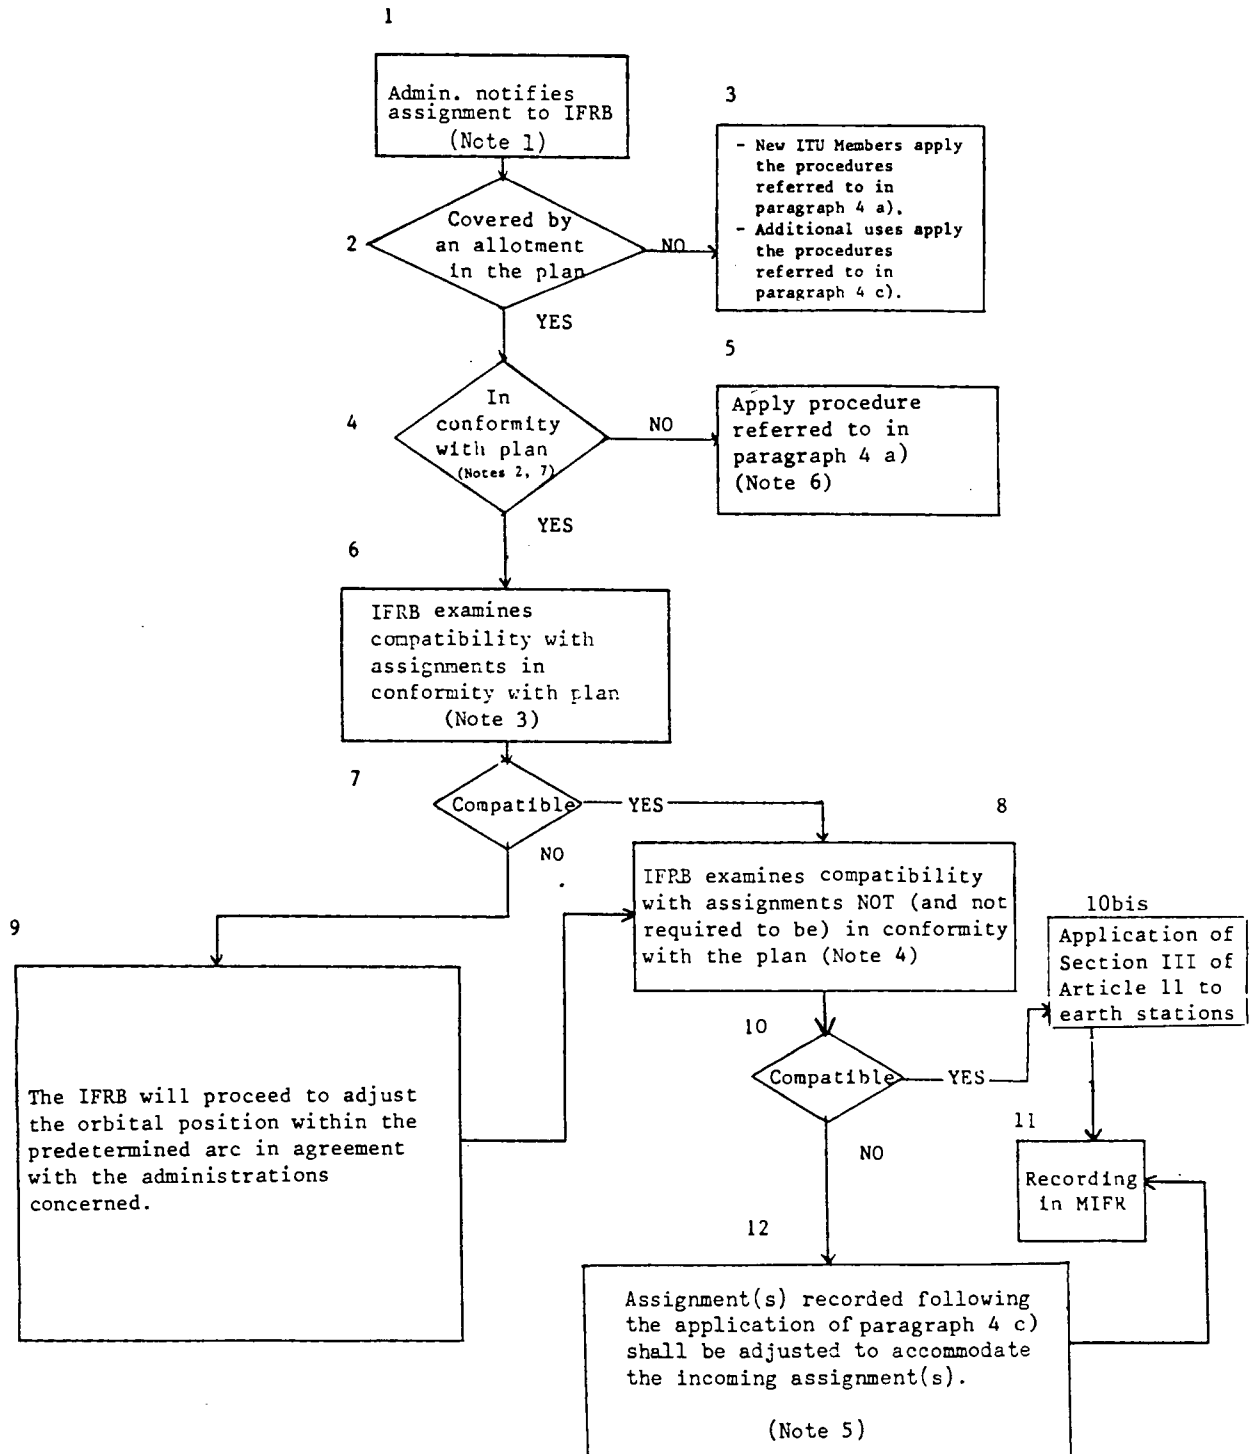 1
Admin. notifies
assignment to IFRB
(Note 1)
2
Covered by
an allotment
in the plan
NO
YES
3
- New ITU Members apply
the procedures
referred to in
paragraph 4 a),
- Additional uses apply
the procedures
referred to in
paragraph 4 c).
4
In
conformity
with plan
(Notes 2, 7)
NO
YES
5
Apply procedure
referred to in
paragraph 4 a)
(Note 6)
6
IFRB examines
compatibility with
assignments in
conformity with plan
(Note 3)
7
Compatible
YES
NO
8
IFRB examines compatibility
with assignments NOT (and not
required to be) in conformity
with the plan (Note 4)
9
The IFRB will proceed to adjust
the orbital position within the
predetermined arc in agreement
with the administrations
concerned.
10
Compatible
YES
NO
10bis
Application of
Section III of
Article 11 to
earth stations
11
Recording
in MIFR
12
Assignment(s) recorded following
the application of paragraph 4 c)
shall be adjusted to accommodate
the incoming assignment(s).
(Note 5)